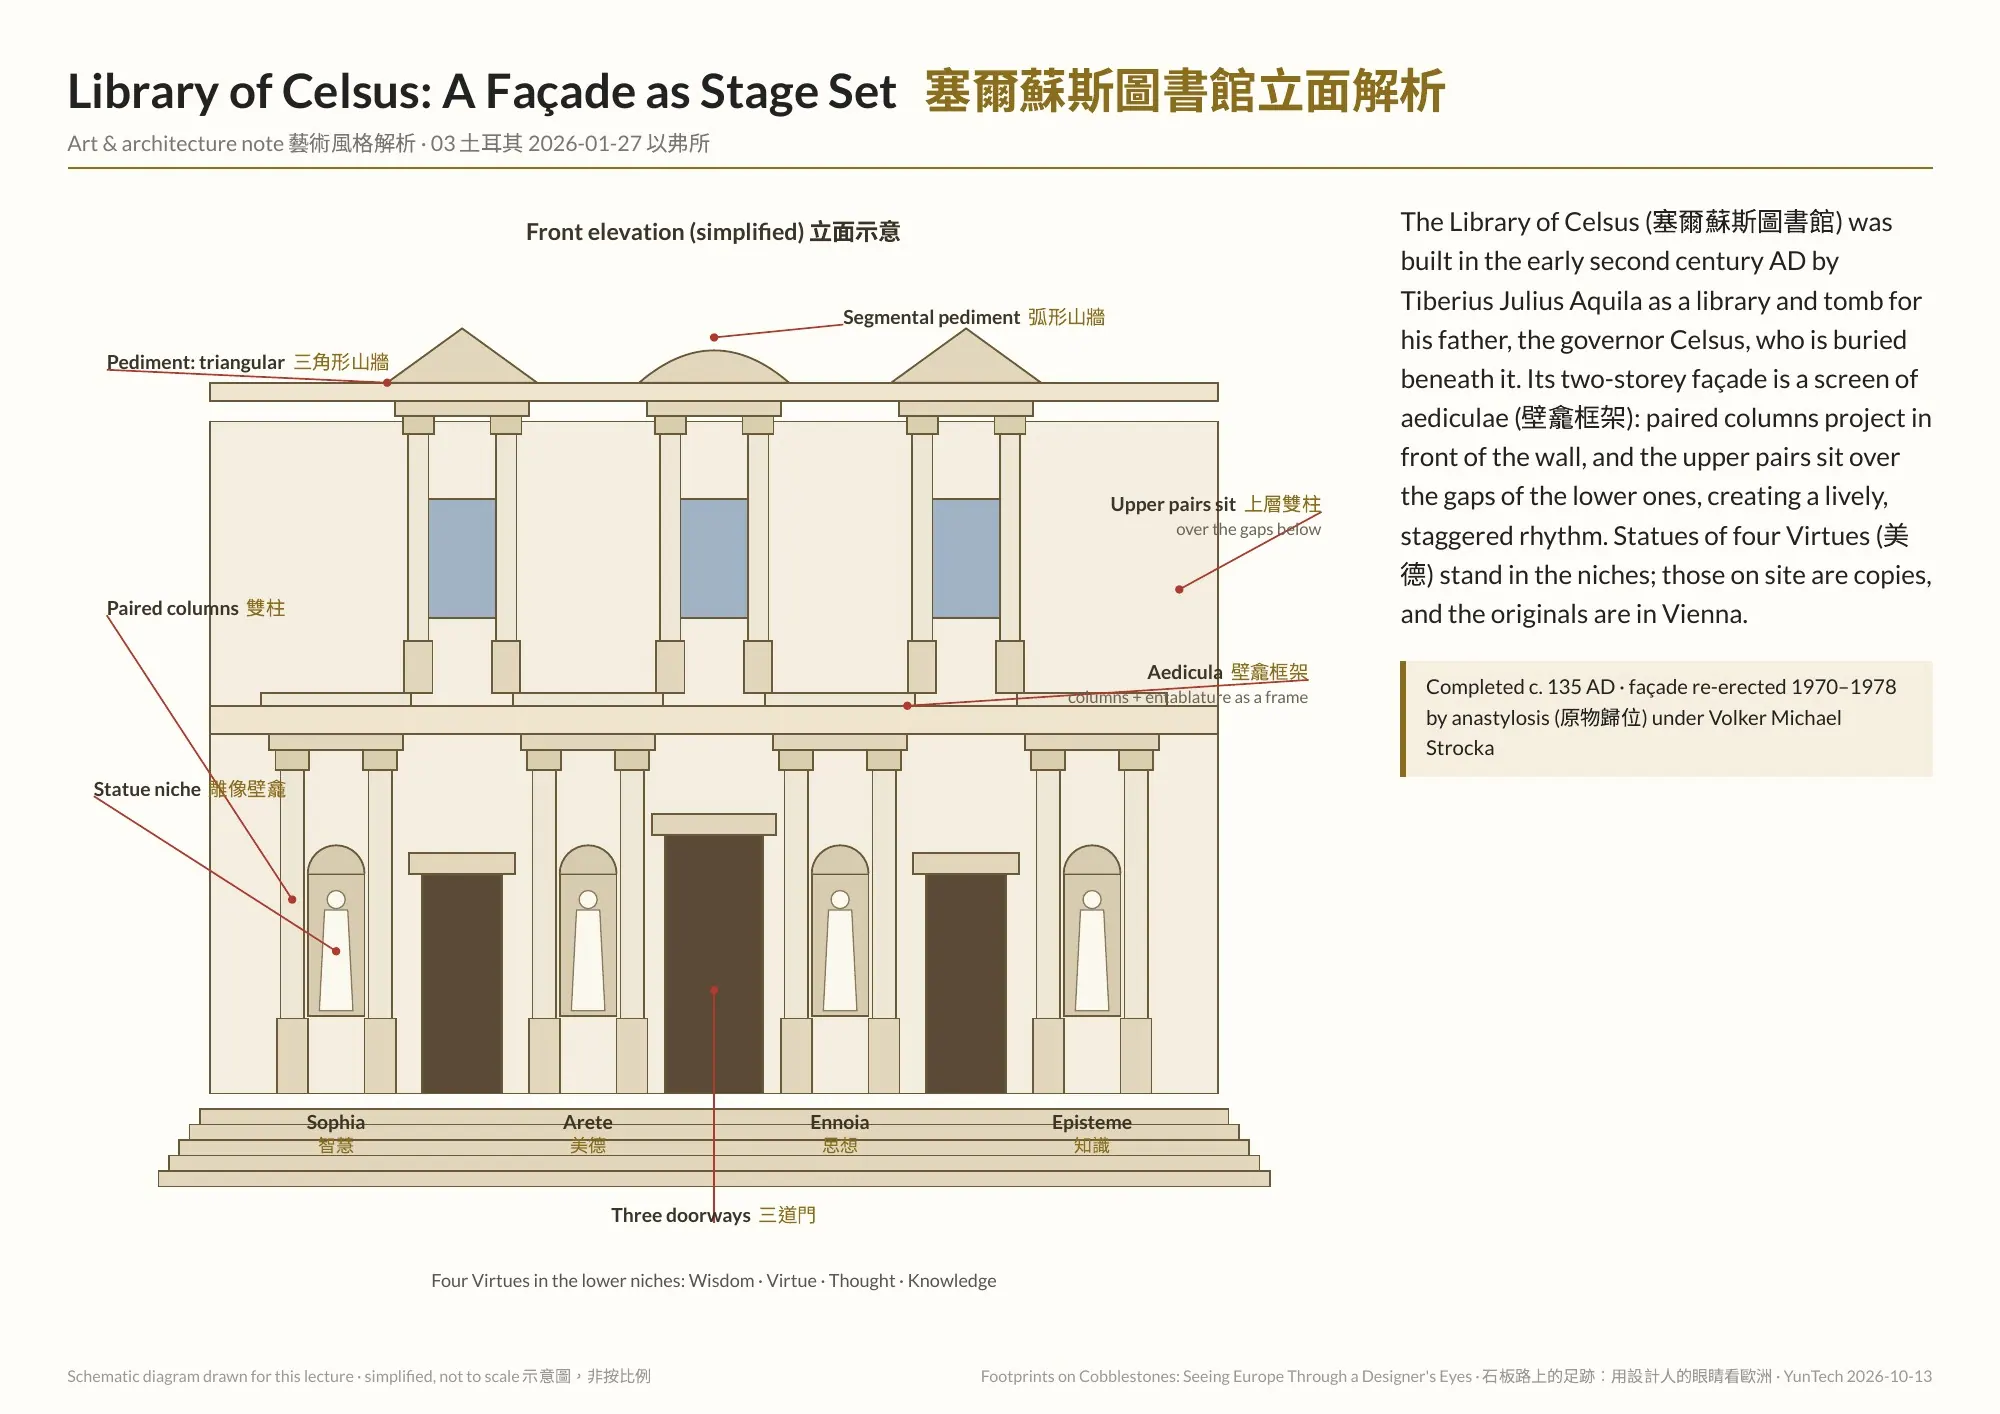 Library of Celsus: A Façade as Stage Set 塞爾蘇斯圖書館立面解析
Art & architecture note 藝術風格解析 · 03 土耳其 2026-01-27 以弗所
Front elevation (simplified) 立面示意
Segmental pediment 弧形山牆
Pediment: triangular 三角形山牆
Upper pairs sit 上層雙柱
over the gaps below
Paired columns 雙柱
Aedicula 壁龕框架
columns + entablature as a frame
Statue niche 雕像壁龕
Sophia
智慧
Arete
美德
Ennoia
思想
Episteme
知識
Three doorways 三道門
Four Virtues in the lower niches: Wisdom · Virtue · Thought · Knowledge
The Library of Celsus (塞爾蘇斯圖書館) was
built in the early second century AD by
Tiberius Julius Aquila as a library and tomb for
his father, the governor Celsus, who is buried
beneath it. Its two-storey façade is a screen of
aediculae (壁龕框架): paired columns project in
front of the wall, and the upper pairs sit over
the gaps of the lower ones, creating a lively,
staggered rhythm. Statues of four Virtues (美
德) stand in the niches; those on site are copies,
and the originals are in Vienna.
Completed c. 135 AD · façade re-erected 1970–1978
by anastylosis (原物歸位) under Volker Michael
Strocka
Schematic diagram drawn for this lecture · simplified, not to scale 示意圖，非按比例
Footprints on Cobblestones: Seeing Europe Through a Designer's Eyes · 石板路上的足跡：用設計人的眼睛看歐洲 · YunTech 2026-10-13